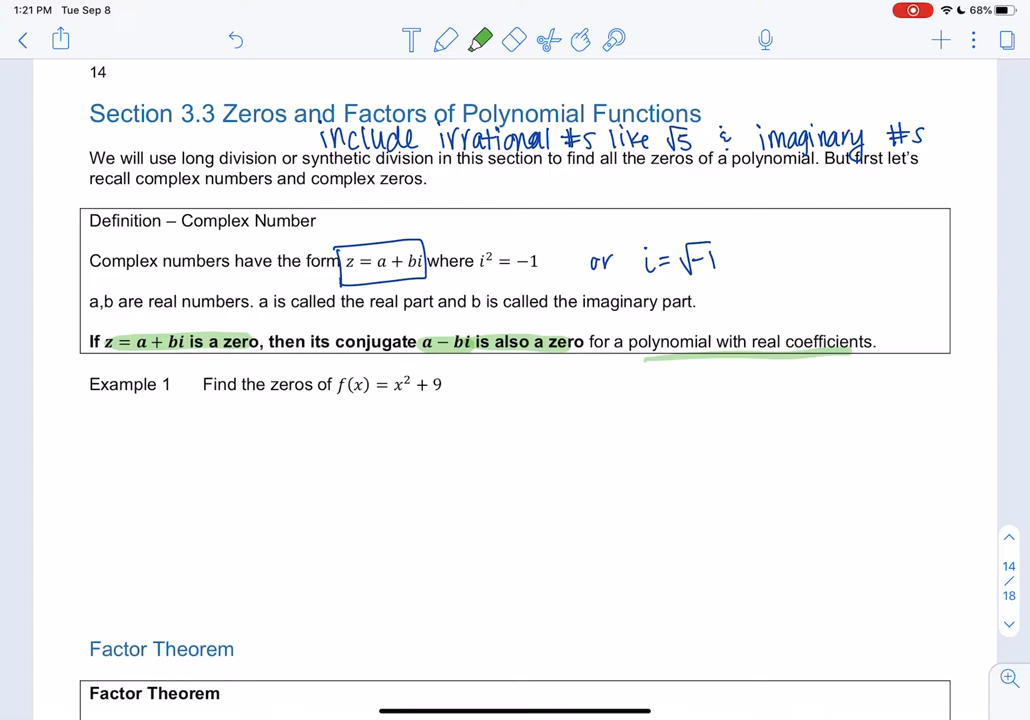 1:21 PM Tue Sep 8
68%
14
Section 3.3 Zeros and Factors of Polynomial Functions
include irrational #s like √5 & imaginary #s
We will use long division or synthetic division in this section to find all the zeros of a polynomial. But first let's
recall complex numbers and complex zeros.
Definition – Complex Number
Complex numbers have the form z = a + bi where i² = −1 or i = √-1
a,b are real numbers. a is called the real part and b is called the imaginary part.
If z = a + bi is a zero, then its conjugate a − bi is also a zero for a polynomial with real coefficients.
Example 1 Find the zeros of f(x) = x² + 9
14
/
18
Factor Theorem
Factor Theorem